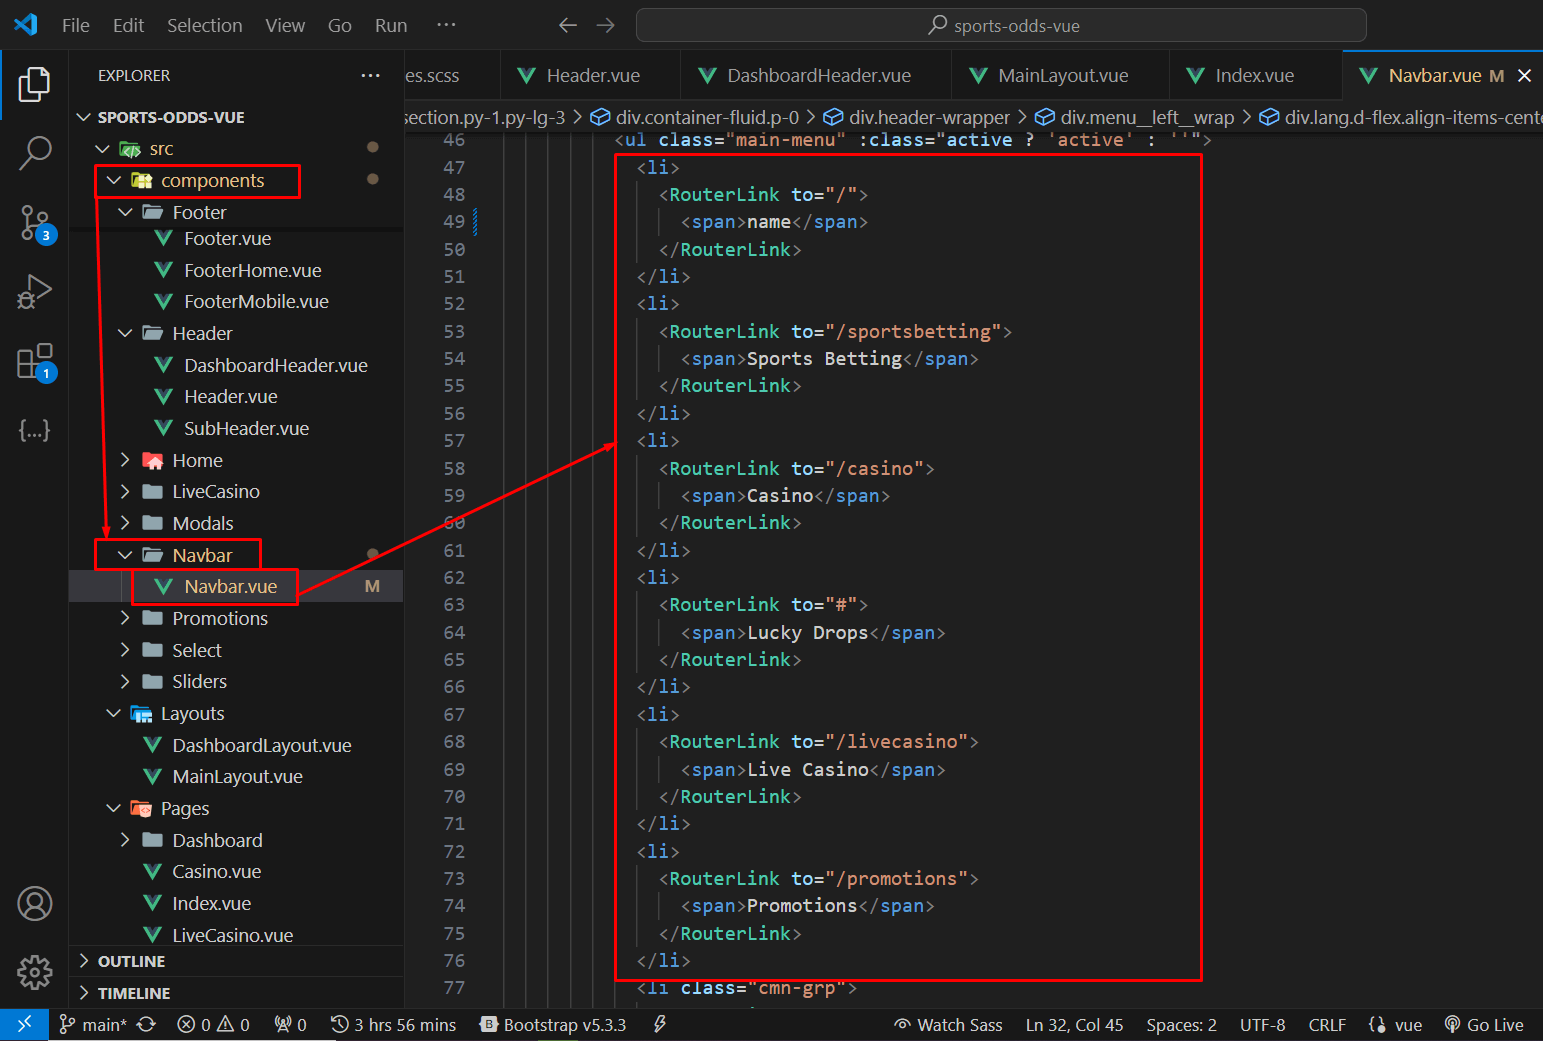 File Edit Selection View Go Run ···
sports-odds-vue
EXPLORER
SPORTS-ODDS-VUE
src
components
Footer
Footer.vue
FooterHome.vue
FooterMobile.vue
Header
DashboardHeader.vue
Header.vue
SubHeader.vue
Home
LiveCasino
Modals
Navbar
Navbar.vue M
Promotions
Select
Sliders
Layouts
DashboardLayout.vue
MainLayout.vue
Pages
Dashboard
Casino.vue
Index.vue
LiveCasino.vue
OUTLINE
TIMELINE
3
1
es.scss Header.vue DashboardHeader.vue MainLayout.vue Index.vue Navbar.vue M
section.py-1.py-lg-3 > div.container-fluid.p-0 > div.header-wrapper > div.menu__left__wrap > div.lang.d-flex.align-items-cente
46 <ul class="main-menu" :class="active ? 'active' : ''">
47 <li>
48 <RouterLink to="/">
49 <span>name</span>
50 </RouterLink>
51 </li>
52 <li>
53 <RouterLink to="/sportsbetting">
54 <span>Sports Betting</span>
55 </RouterLink>
56 </li>
57 <li>
58 <RouterLink to="/casino">
59 <span>Casino</span>
60 </RouterLink>
61 </li>
62 <li>
63 <RouterLink to="#">
64 <span>Lucky Drops</span>
65 </RouterLink>
66 </li>
67 <li>
68 <RouterLink to="/livecasino">
69 <span>Live Casino</span>
70 </RouterLink>
71 </li>
72 <li>
73 <RouterLink to="/promotions">
74 <span>Promotions</span>
75 </RouterLink>
76 </li>
77 <li class="cmn-grp">
main* 0 0 0 3 hrs 56 mins B Bootstrap v5.3.3 Watch Sass Ln 32, Col 45 Spaces: 2 UTF-8 CRLF vue Go Live